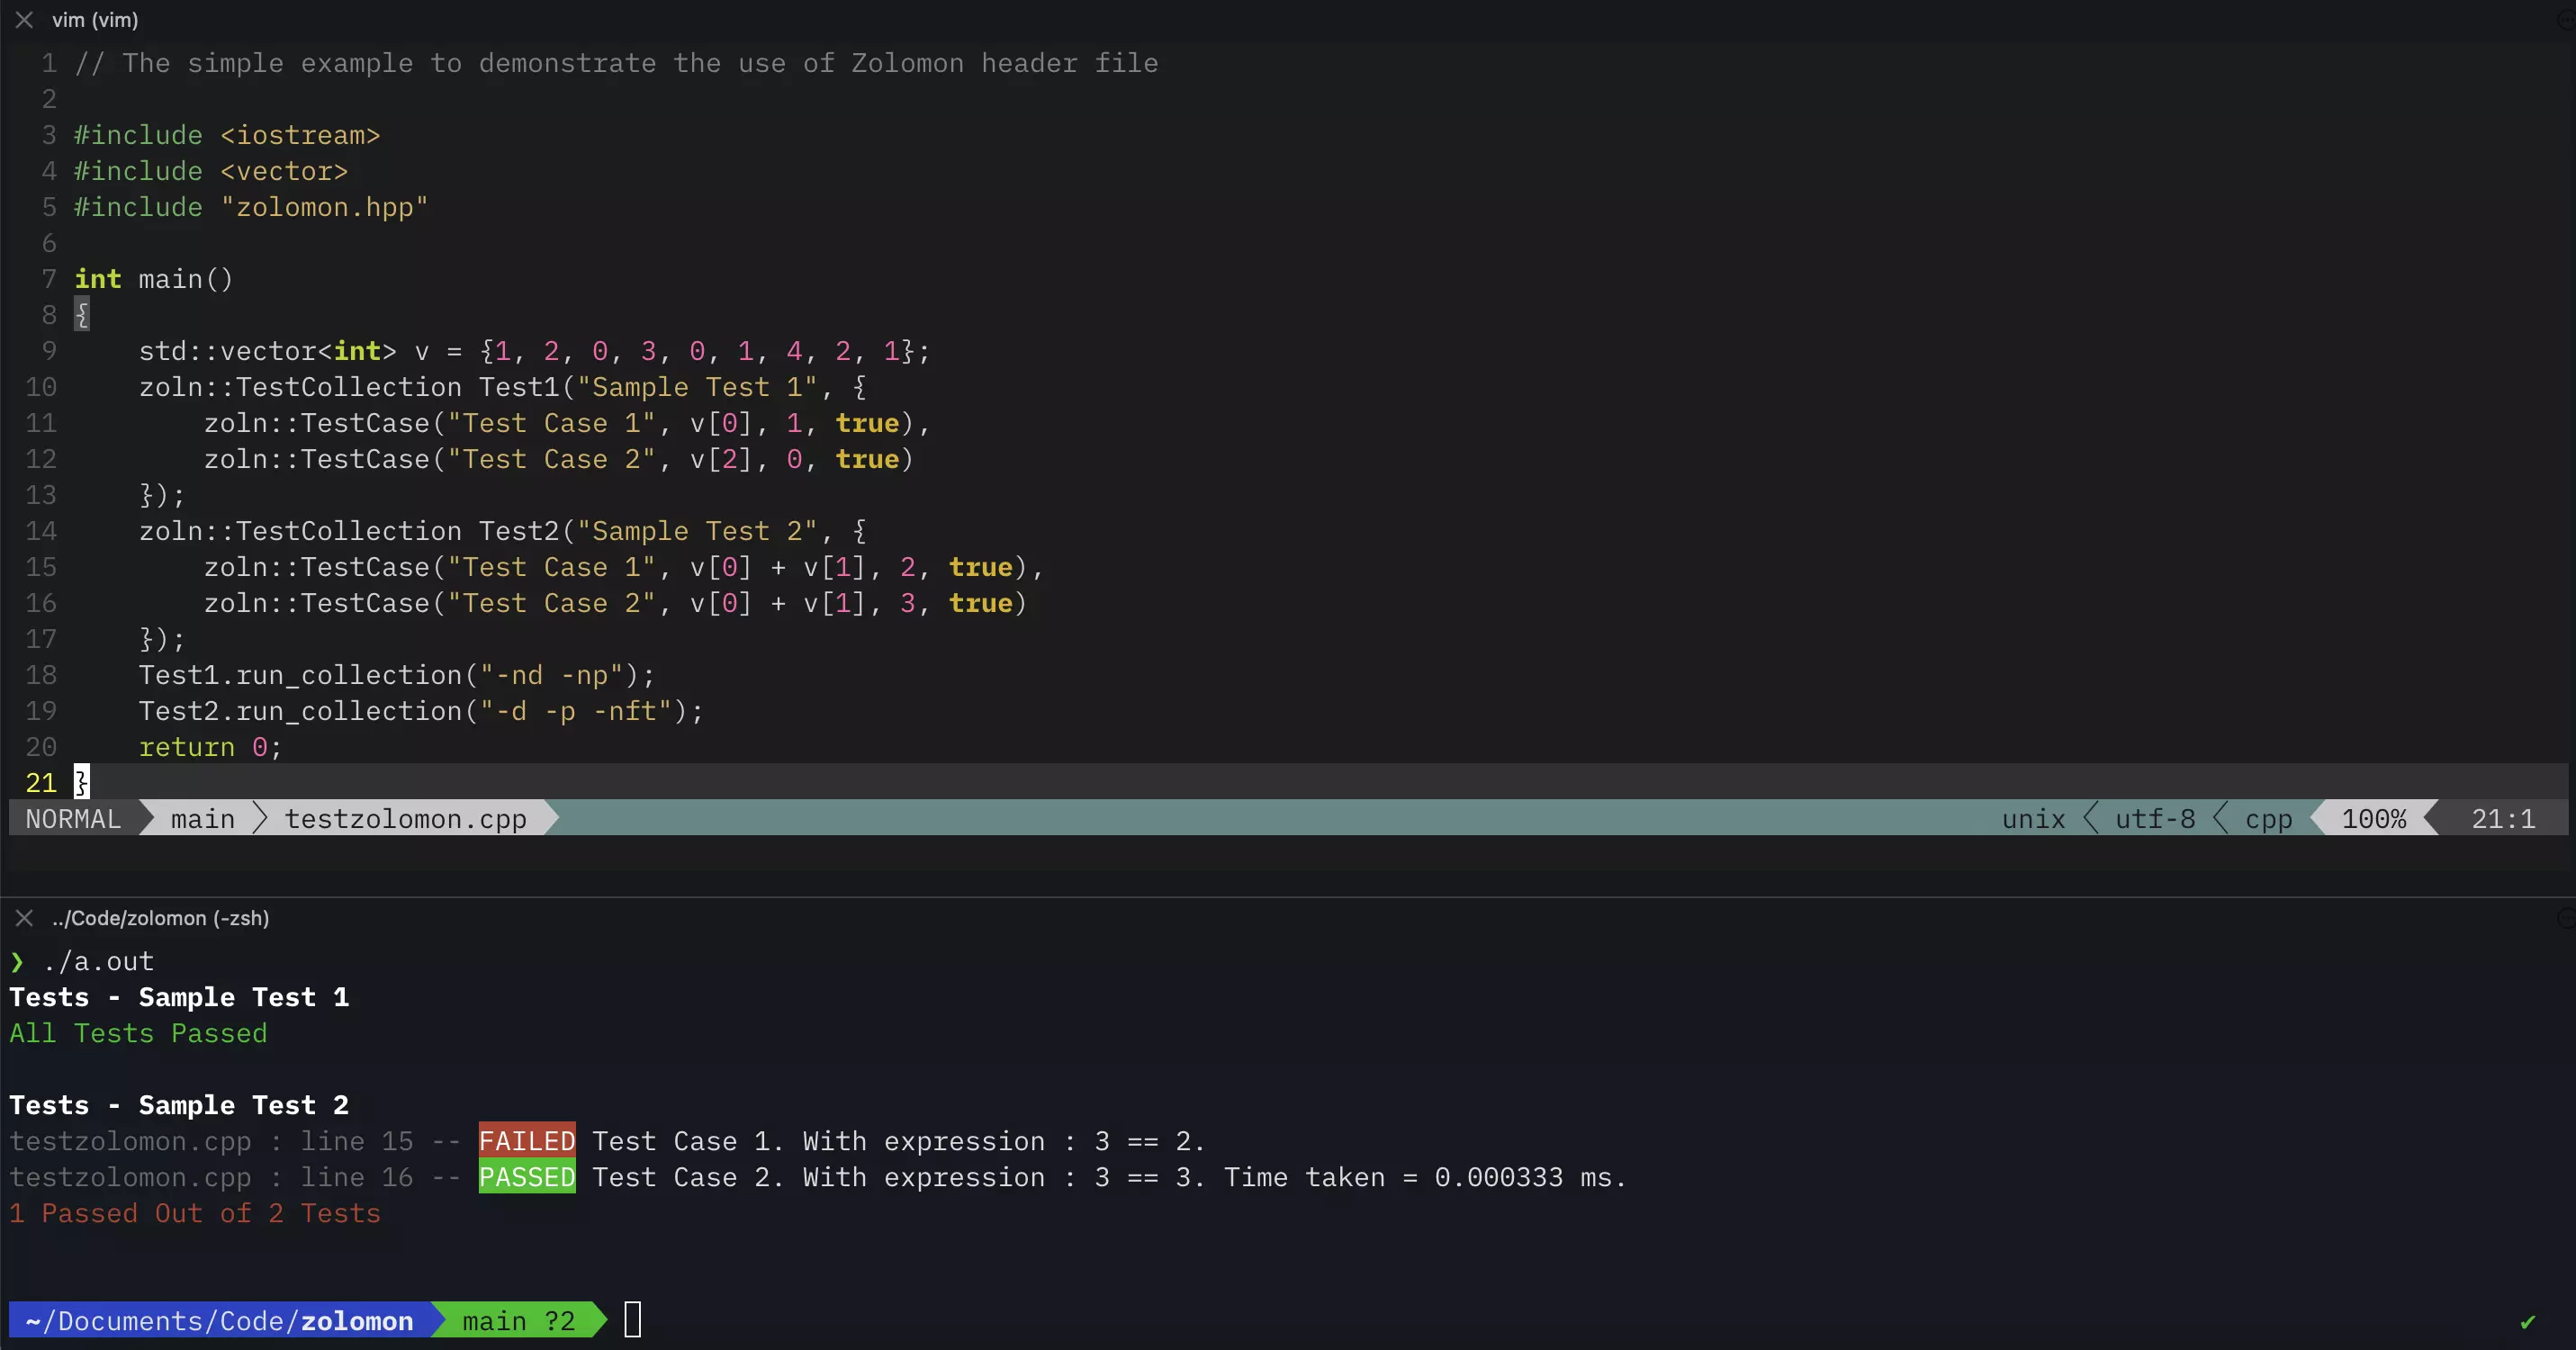 vim (vim)
1 // The simple example to demonstrate the use of Zolomon header file
2
3 #include <iostream>
4 #include <vector>
5 #include "zolomon.hpp"
6
7 int main()
8 {
9     std::vector<int> v = {1, 2, 0, 3, 0, 1, 4, 2, 1};
10     zoln::TestCollection Test1("Sample Test 1", {
11         zoln::TestCase("Test Case 1", v[0], 1, true),
12         zoln::TestCase("Test Case 2", v[2], 0, true)
13     });
14     zoln::TestCollection Test2("Sample Test 2", {
15         zoln::TestCase("Test Case 1", v[0] + v[1], 2, true),
16         zoln::TestCase("Test Case 2", v[0] + v[1], 3, true)
17     });
18     Test1.run_collection("-nd -np");
19     Test2.run_collection("-d -p -nft");
20     return 0;
21 }
NORMAL main testzolomon.cpp unix utf-8 cpp 100% 21:1
../Code/zolomon (-zsh)
❯ ./a.out
Tests - Sample Test 1
All Tests Passed
Tests - Sample Test 2
testzolomon.cpp : line 15 -- FAILED Test Case 1. With expression : 3 == 2.
testzolomon.cpp : line 16 -- PASSED Test Case 2. With expression : 3 == 3. Time taken = 0.000333 ms.
1 Passed Out of 2 Tests
~/Documents/Code/zolomon main ?2 ✔